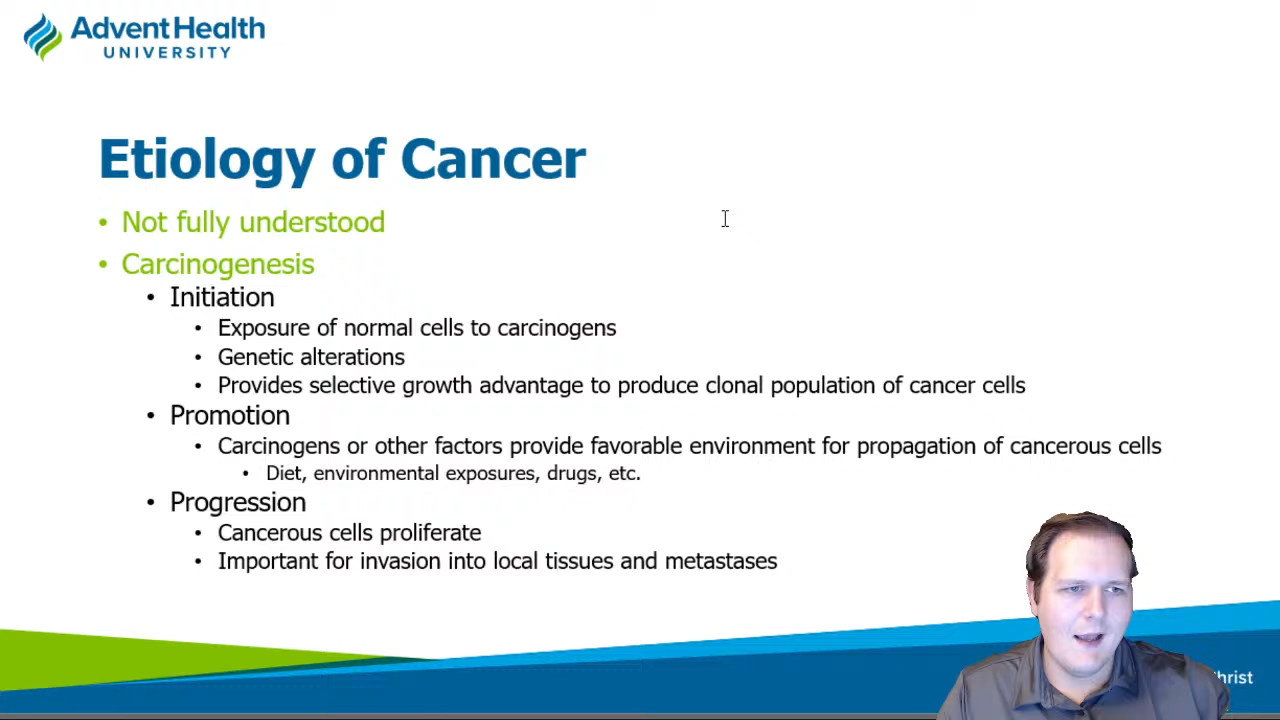 AdventHealth
UNIVERSITY
Etiology of Cancer
• Not fully understood
• Carcinogenesis
• Initiation
• Exposure of normal cells to carcinogens
• Genetic alterations
• Provides selective growth advantage to produce clonal population of cancer cells
• Promotion
• Carcinogens or other factors provide favorable environment for propagation of cancerous cells
• Diet, environmental exposures, drugs, etc.
• Progression
• Cancerous cells proliferate
• Important for invasion into local tissues and metastases